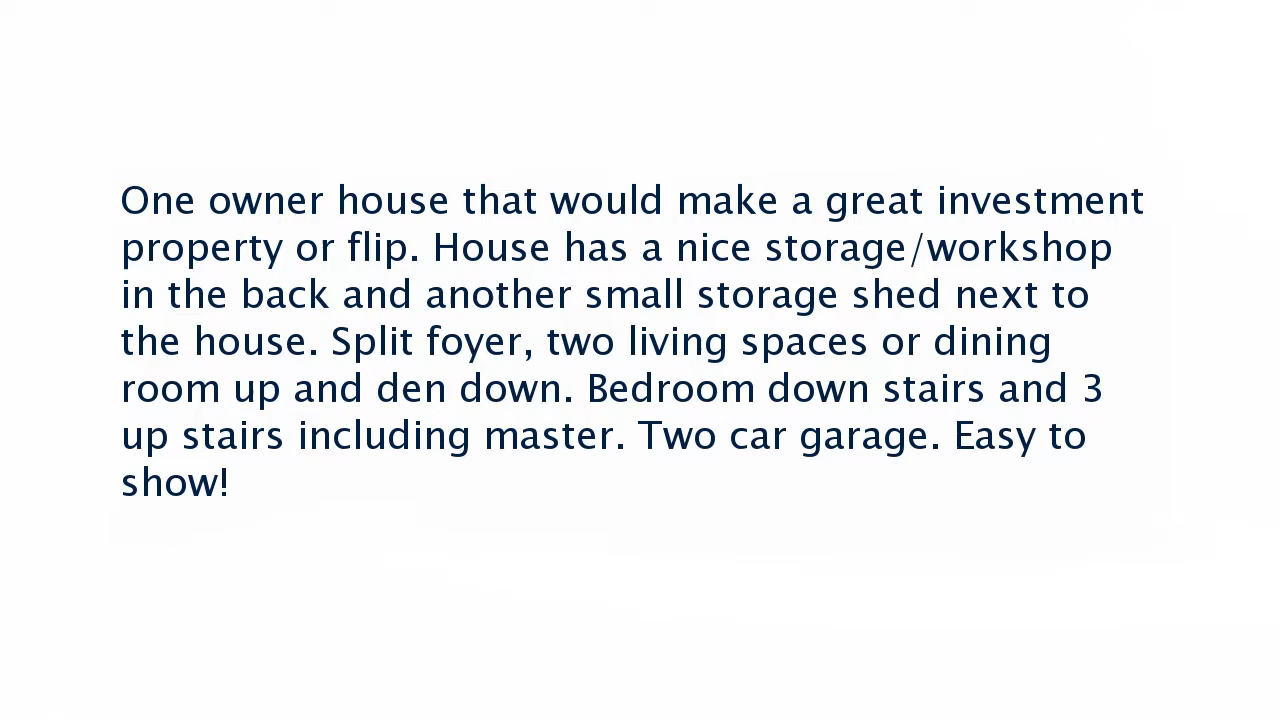 One owner house that would make a great investment
property or flip. House has a nice storage/workshop
in the back and another small storage shed next to
the house. Split foyer, two living spaces or dining
room up and den down. Bedroom down stairs and 3
up stairs including master. Two car garage. Easy to
show!